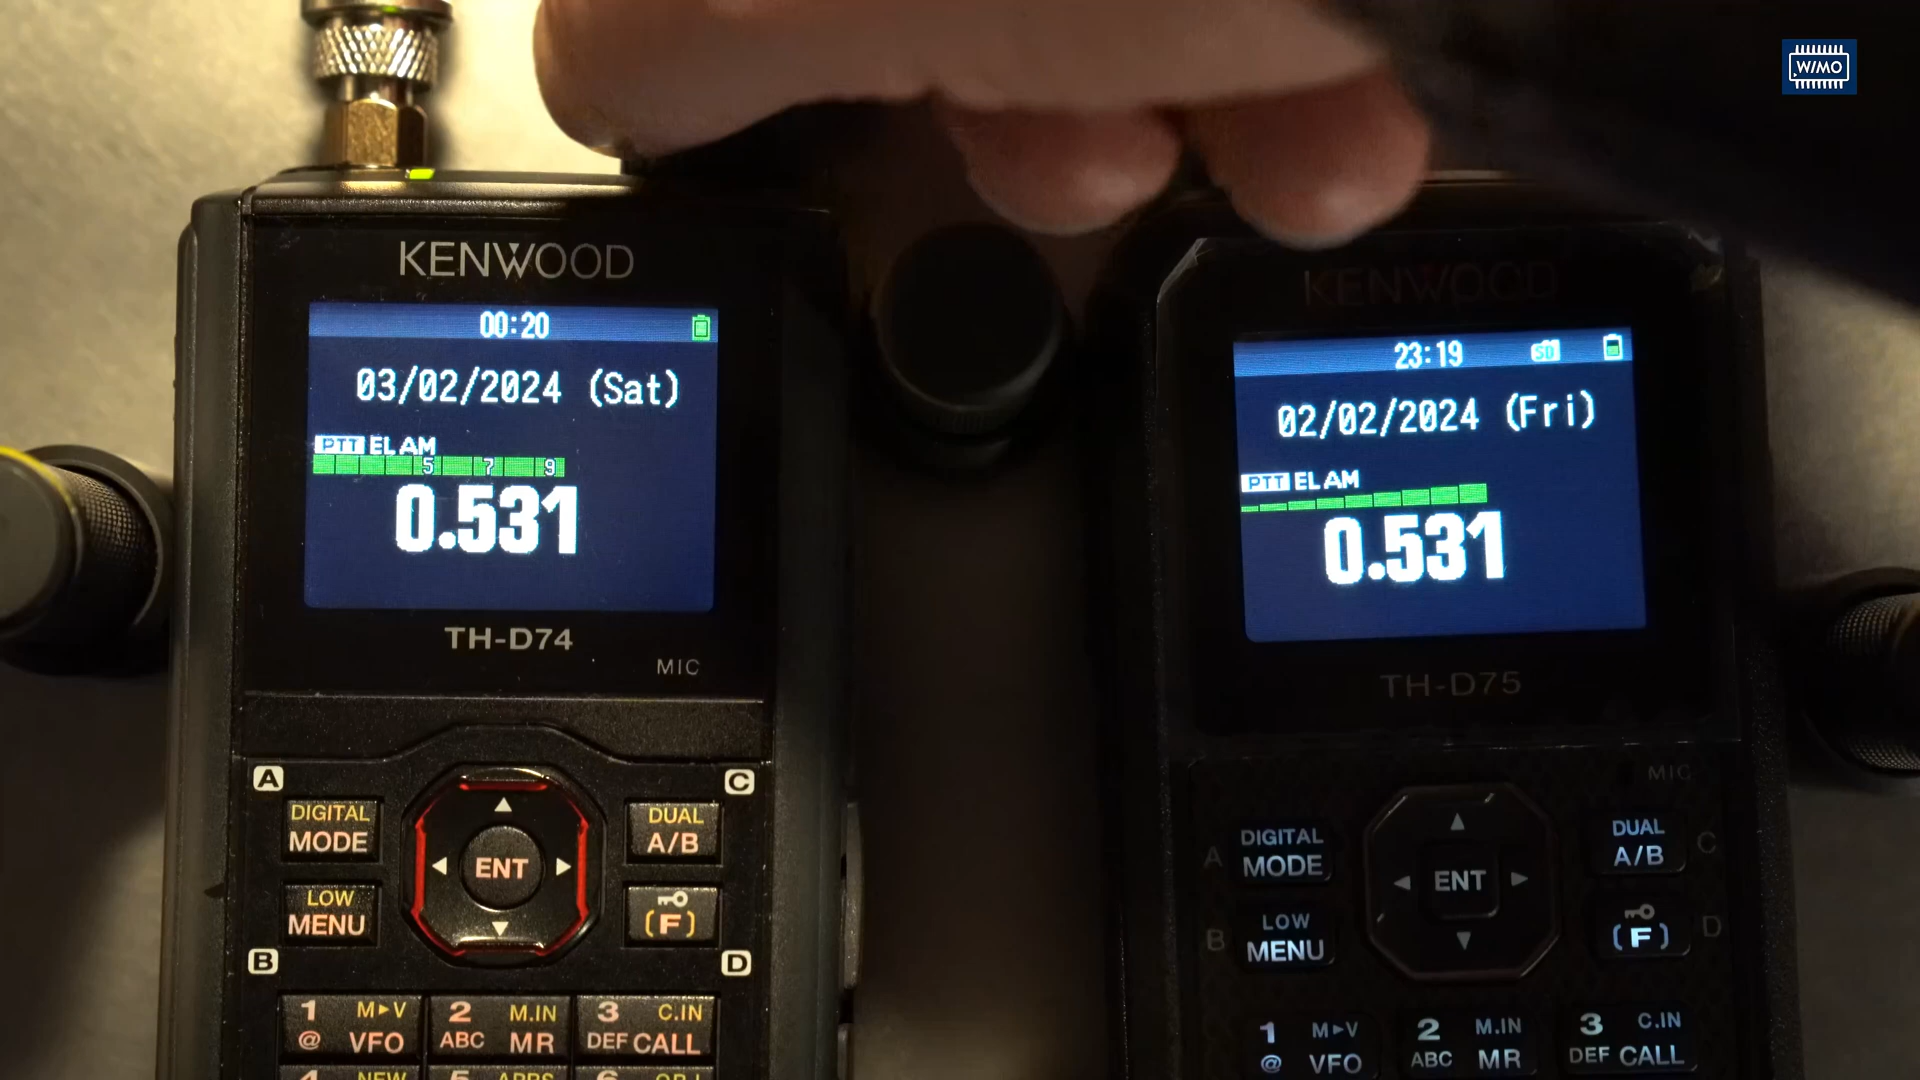 WiMO
KENWOOD
00:20
03/02/2024 (Sat)
PTT EL AM
5 7 9
0.531
TH-D74
MIC
A
C
DIGITAL
MODE
DUAL
A/B
ENT
LOW
MENU
(F)
B
D
1 M▸V
@ VFO
2 M.IN
ABC MR
3 C.IN
DEF CALL
KENWOOD
23:19 SD
02/02/2024 (Fri)
PTT EL AM
0.531
TH-D75
MIC
A
DIGITAL
MODE
DUAL
A/B
C
ENT
B
LOW
MENU
(F)
D
1 M▸V
@ VFO
2 M.IN
ABC MR
3 C.IN
DEF CALL